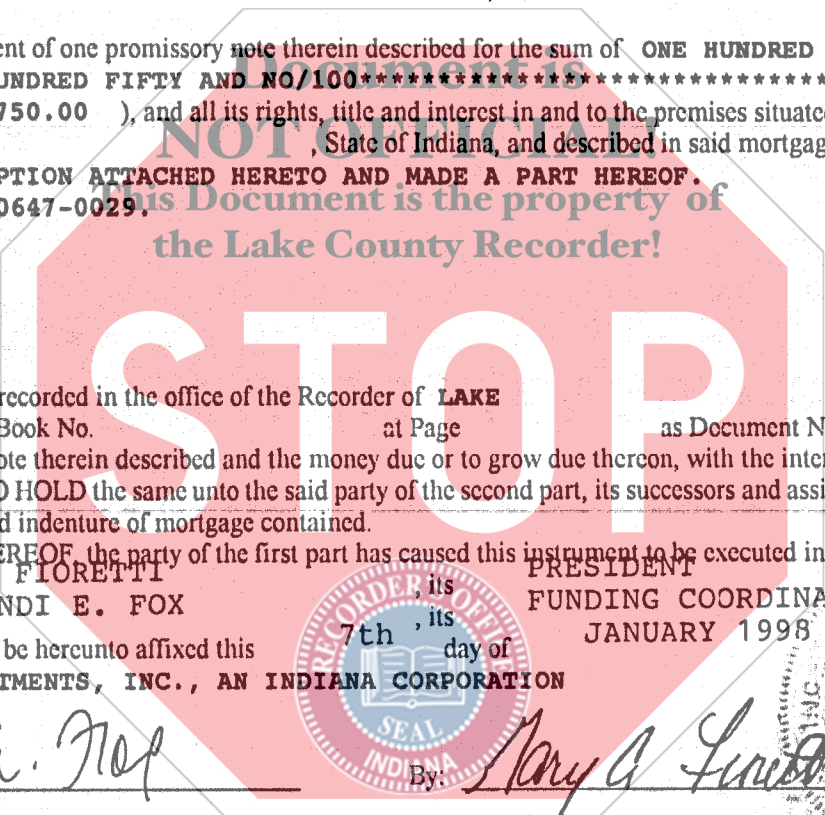 ent of one promissory note therein described for the sum of ONE HUNDRED
UNDRED FIFTY AND NO/100************************************
Document is
750.00 ), and all its rights, title and interest in and to the premises situate
NOT OFFICIAL!
, State of Indiana, and described in said mortgag
PTION ATTACHED HERETO AND MADE A PART HEREOF.
This Document is the property of
0647-0029.
the Lake County Recorder!
STOP
recorded in the office of the Recorder of LAKE
Book No. at Page as Document N
ote therein described and the money due or to grow due thereon, with the inter
O HOLD the same unto the said party of the second part, its successors and assi
d indenture of mortgage contained.
EREOF, the party of the first part has caused this instrument to be executed in
FIORETTI , its PRESIDENT
NDI E. FOX , its FUNDING COORDINA
be hereunto affixed this 7th day of JANUARY 1998
TMENTS, INC., AN INDIANA CORPORATION
RECORDER'S OFFICE
SEAL
INDIANA
By: Mary A Fioretti